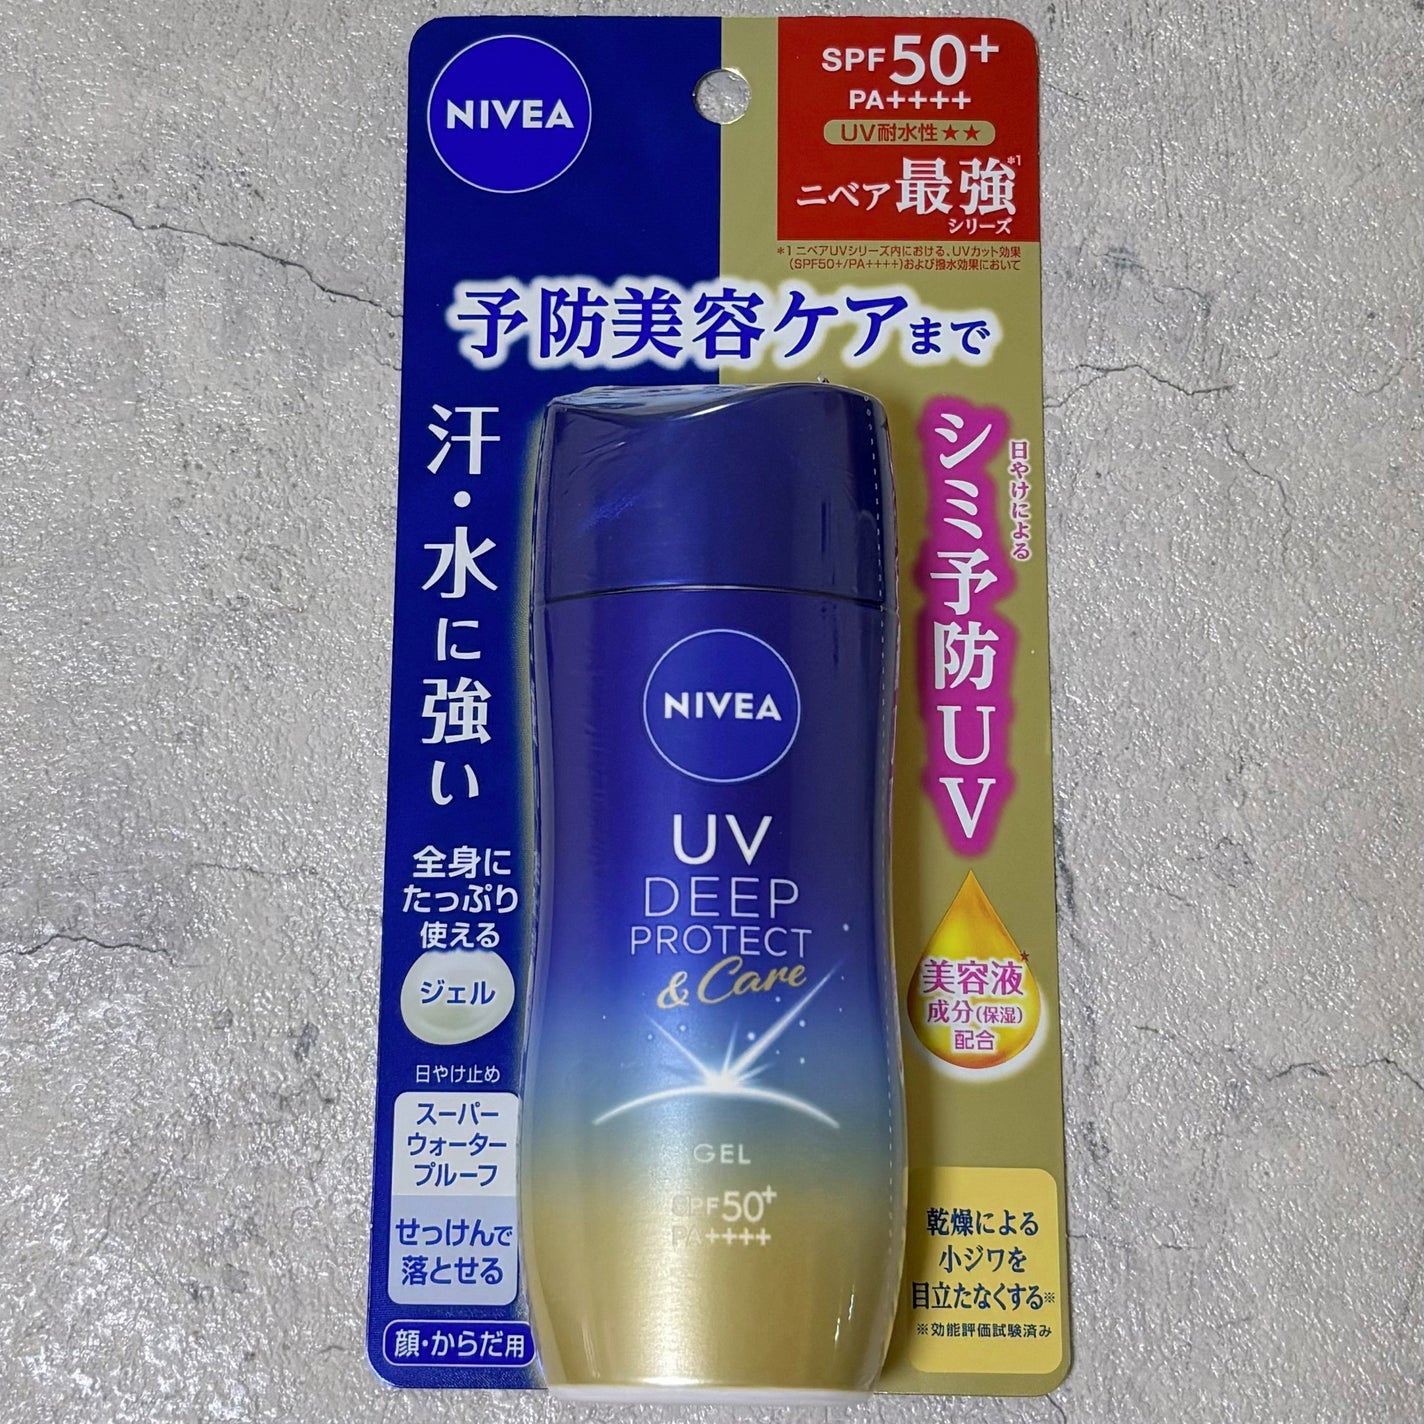 NIVEA
SPF50+
PA++++
UV耐水性★★
ニベア最強*1
シリーズ
*1 ニベアUVシリーズ内における、UVカット効果
(SPF50+/PA++++)および撥水効果において
予防美容ケアまで
汗・水に強い
全身に
たっぷり
使える
ジェル
日やけ止め
スーパー
ウォーター
プルーフ
せっけんで
落とせる
顔・からだ用
NIVEA
UV
DEEP
PROTECT
& Care
GEL
SPF50+
PA++++
日やけによる
シミ予防UV
美容液★
成分(保湿)
配合
乾燥による
小ジワを
目立たなくする※
※効能評価試験済み